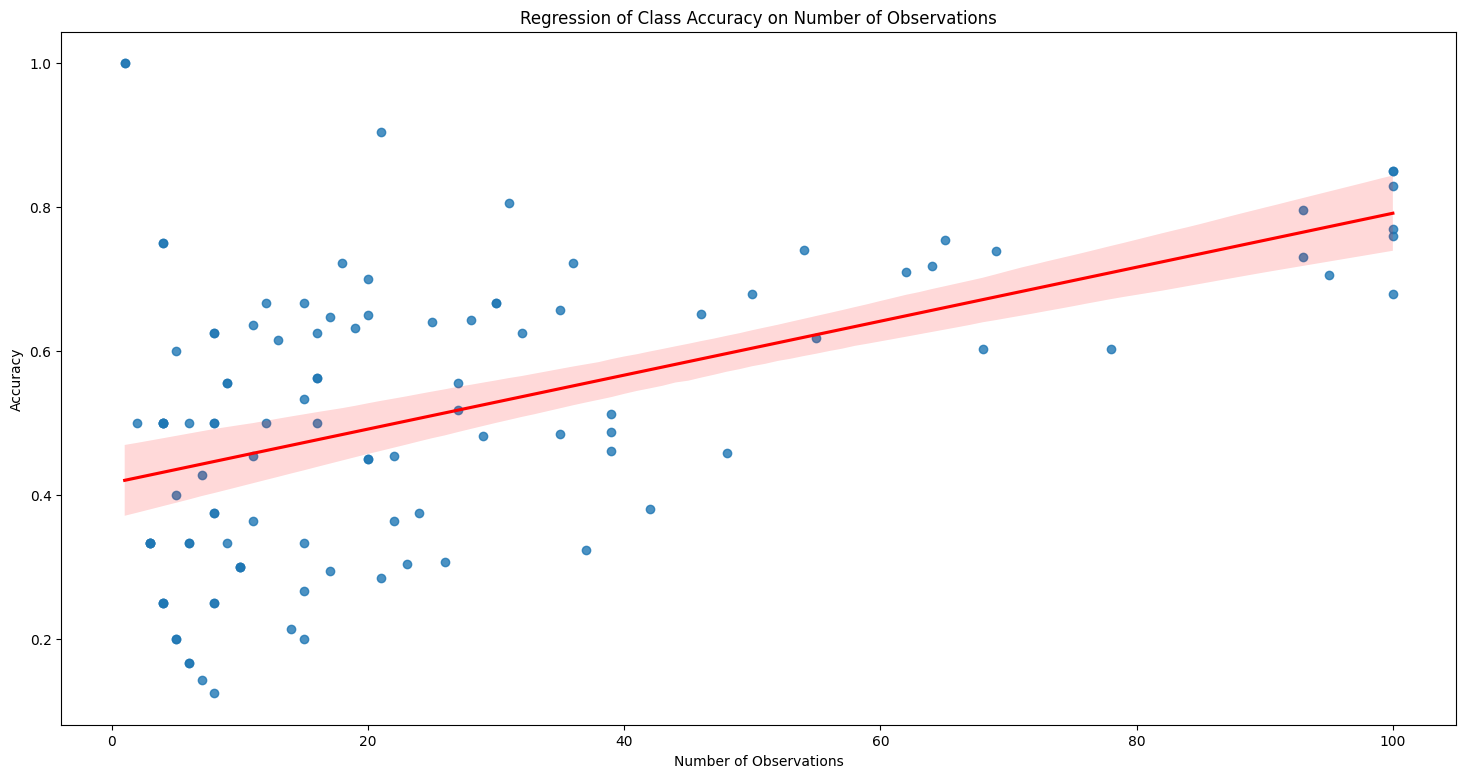 Regression of Class Accuracy on Number of Observations
1.0
0.8
0.6
0.4
0.2
Accuracy
0 20 40 60 80 100
Number of Observations